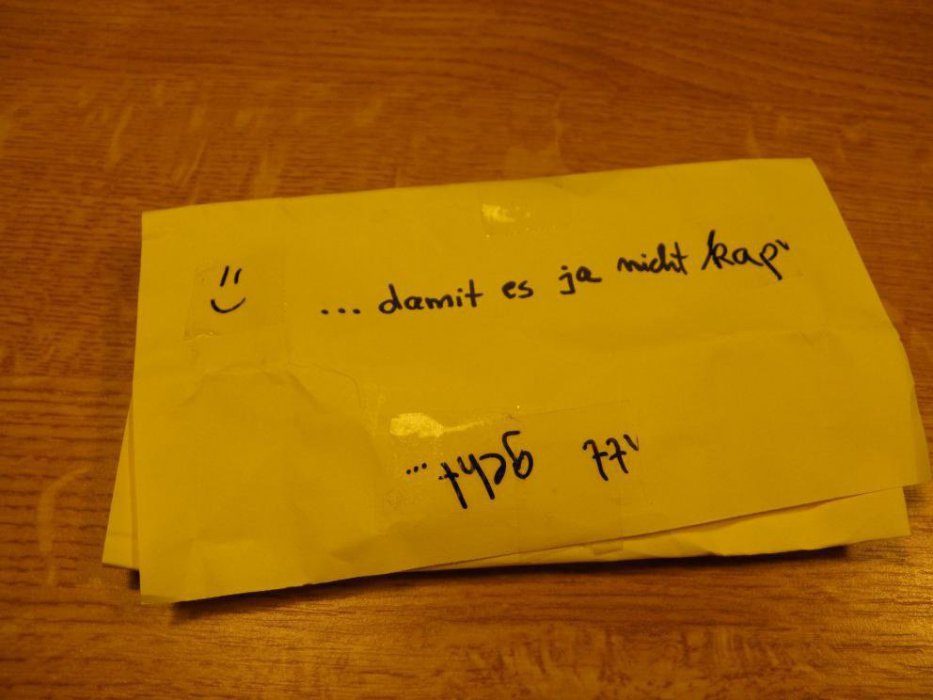 ... damit es ja nicht kap'
'tt geht ...